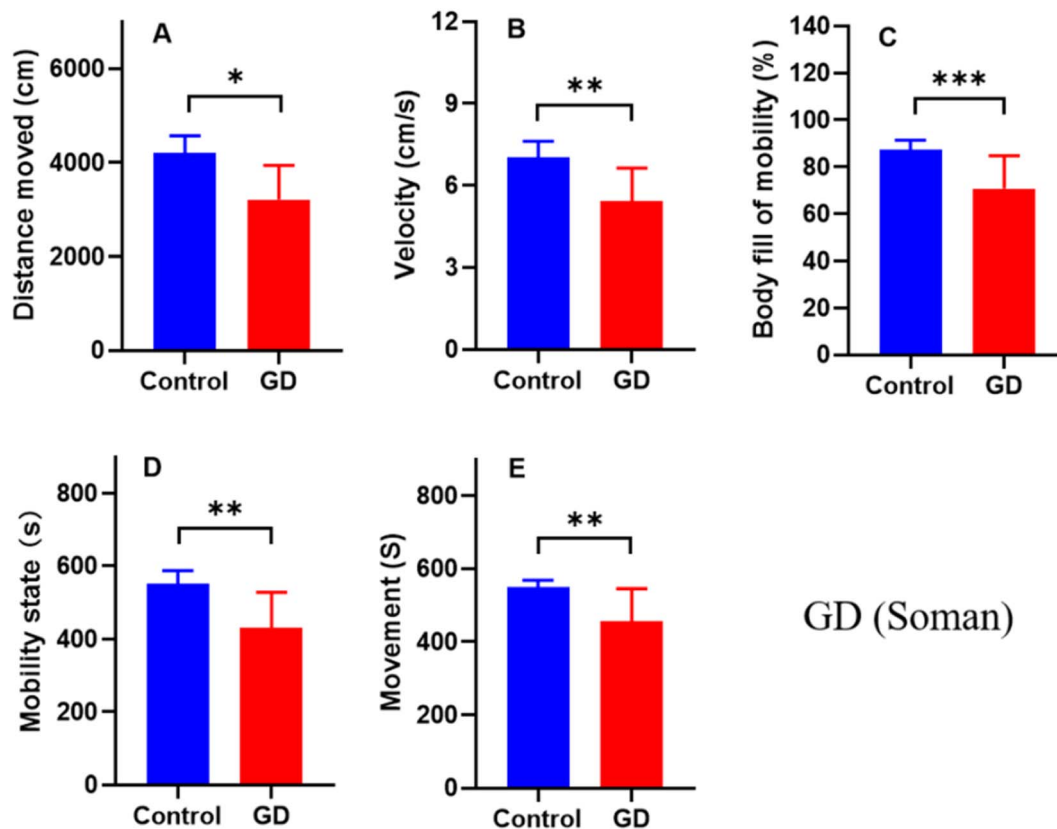 A
Distance moved (cm)
6000
4000
2000
0
*
Control GD
B
Velocity (cm/s)
12
9
6
3
0
**
Control GD
C
Body fill of mobility (%)
140
120
100
80
60
40
20
0
***
Control GD
D
Mobility state (s)
800
600
400
200
0
**
Control GD
E
Movement (S)
800
600
400
200
0
**
Control GD
GD (Soman)